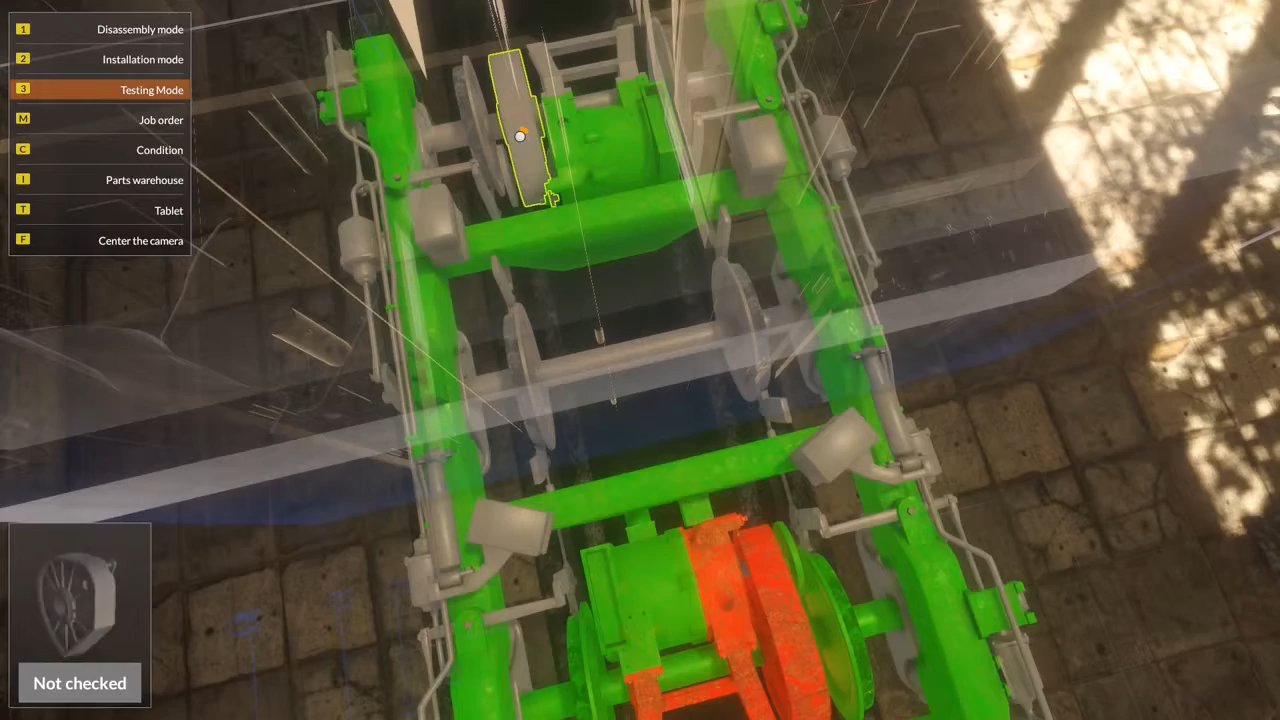 1 Disassembly mode
2 Installation mode
3 Testing Mode
M Job order
C Condition
I Parts warehouse
T Tablet
F Center the camera
Not checked